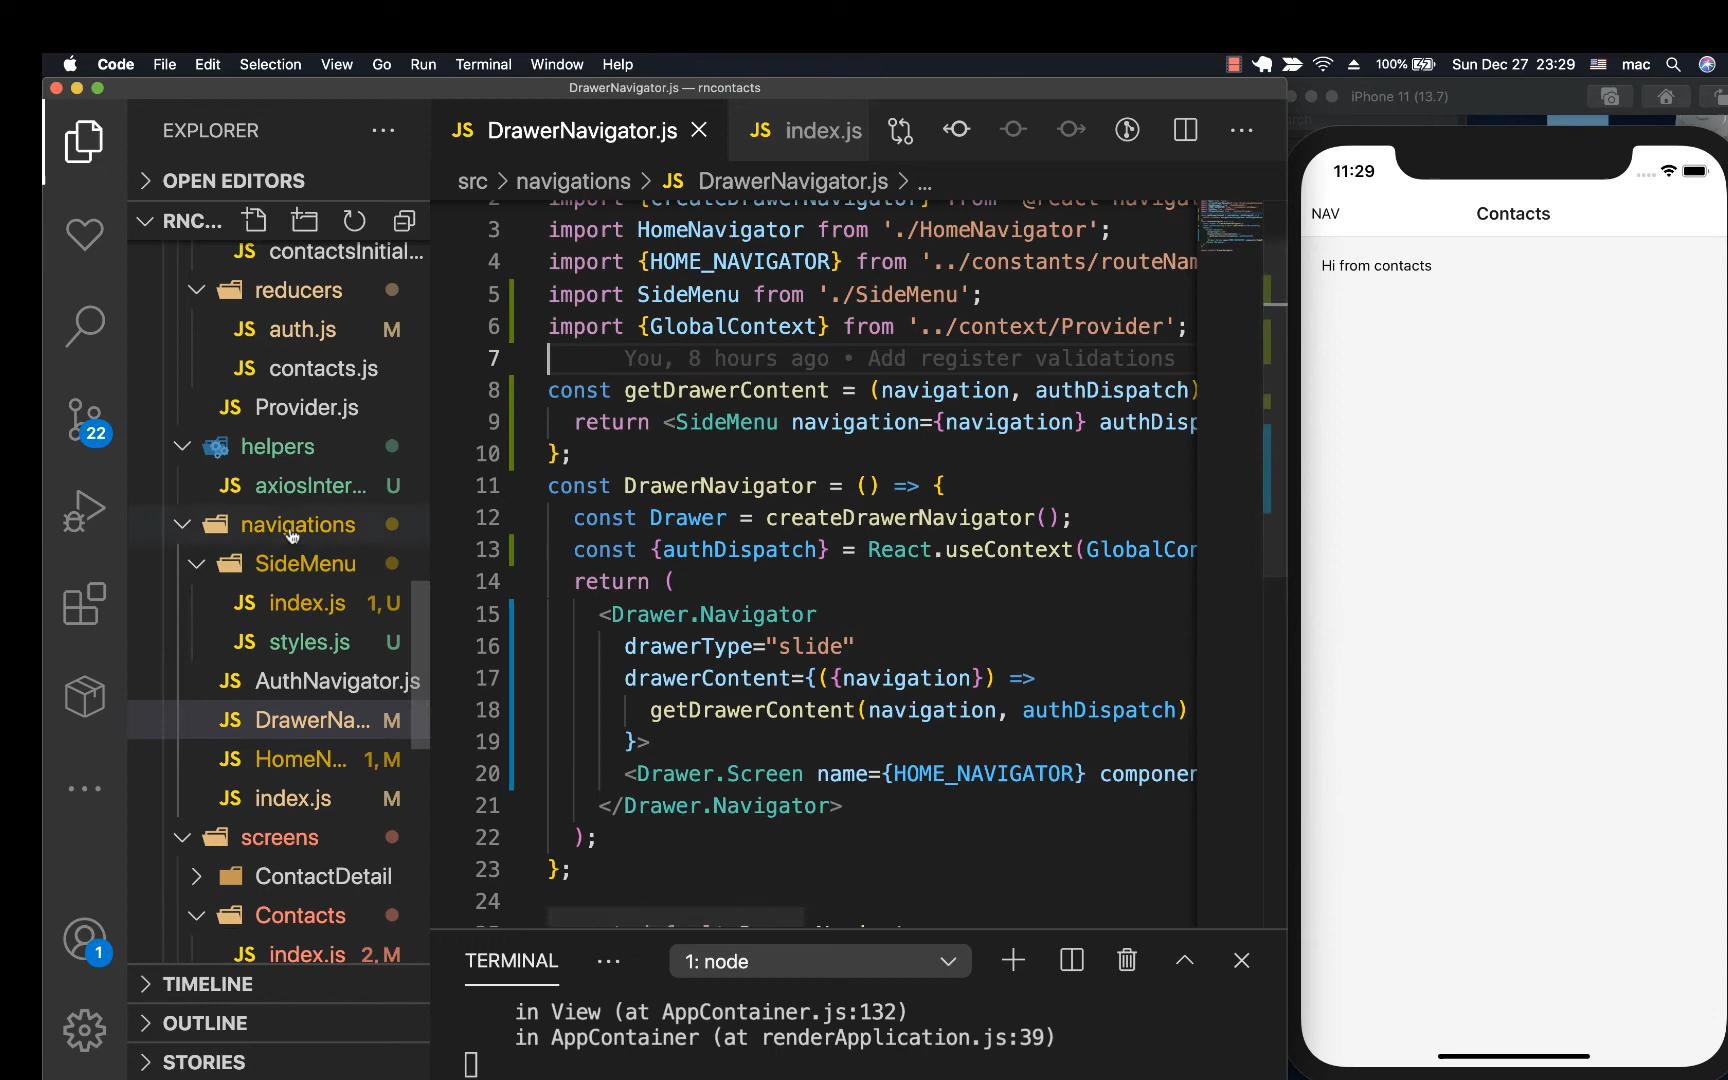 Code File Edit Selection View Go Run Terminal Window Help 100% Sun Dec 27 23:29 mac
DrawerNavigator.js — rncontacts
iPhone 11 (13.7)
EXPLORER
OPEN EDITORS
RNC...
contactsInitial...
reducers
JS auth.js M
JS contacts.js
JS Provider.js
helpers
JS axiosInter... U
navigations
SideMenu
JS index.js 1, U
JS styles.js U
JS AuthNavigator.js
JS DrawerNa... M
JS HomeN... 1, M
JS index.js M
screens
ContactDetail
Contacts
JS index.js 2, M
TIMELINE
OUTLINE
STORIES
22
1
JS DrawerNavigator.js
JS index.js
src > navigations > JS DrawerNavigator.js > ...
2 import {createDrawerNavigator} from '@react-navigat
3 import HomeNavigator from './HomeNavigator';
4 import {HOME_NAVIGATOR} from '../constants/routeNam
5 import SideMenu from './SideMenu';
6 import {GlobalContext} from '../context/Provider';
7 You, 8 hours ago • Add register validations
8 const getDrawerContent = (navigation, authDispatch)
9 return <SideMenu navigation={navigation} authDisp
10 };
11 const DrawerNavigator = () => {
12 const Drawer = createDrawerNavigator();
13 const {authDispatch} = React.useContext(GlobalCon
14 return (
15 <Drawer.Navigator
16 drawerType="slide"
17 drawerContent={({navigation}) =>
18 getDrawerContent(navigation, authDispatch)
19 }>
20 <Drawer.Screen name={HOME_NAVIGATOR} componen
21 </Drawer.Navigator>
22 );
23 };
24
TERMINAL
1: node
in View (at AppContainer.js:132)
in AppContainer (at renderApplication.js:39)
11:29
NAV Contacts
Hi from contacts